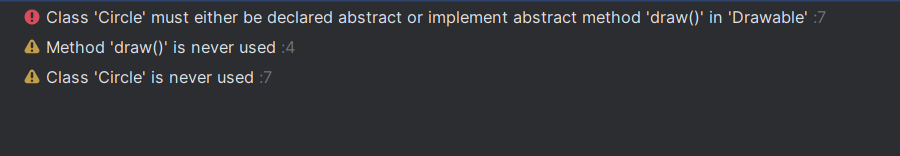 Class 'Circle' must either be declared abstract or implement abstract method 'draw()' in 'Drawable' :7
Method 'draw()' is never used :4
Class 'Circle' is never used :7